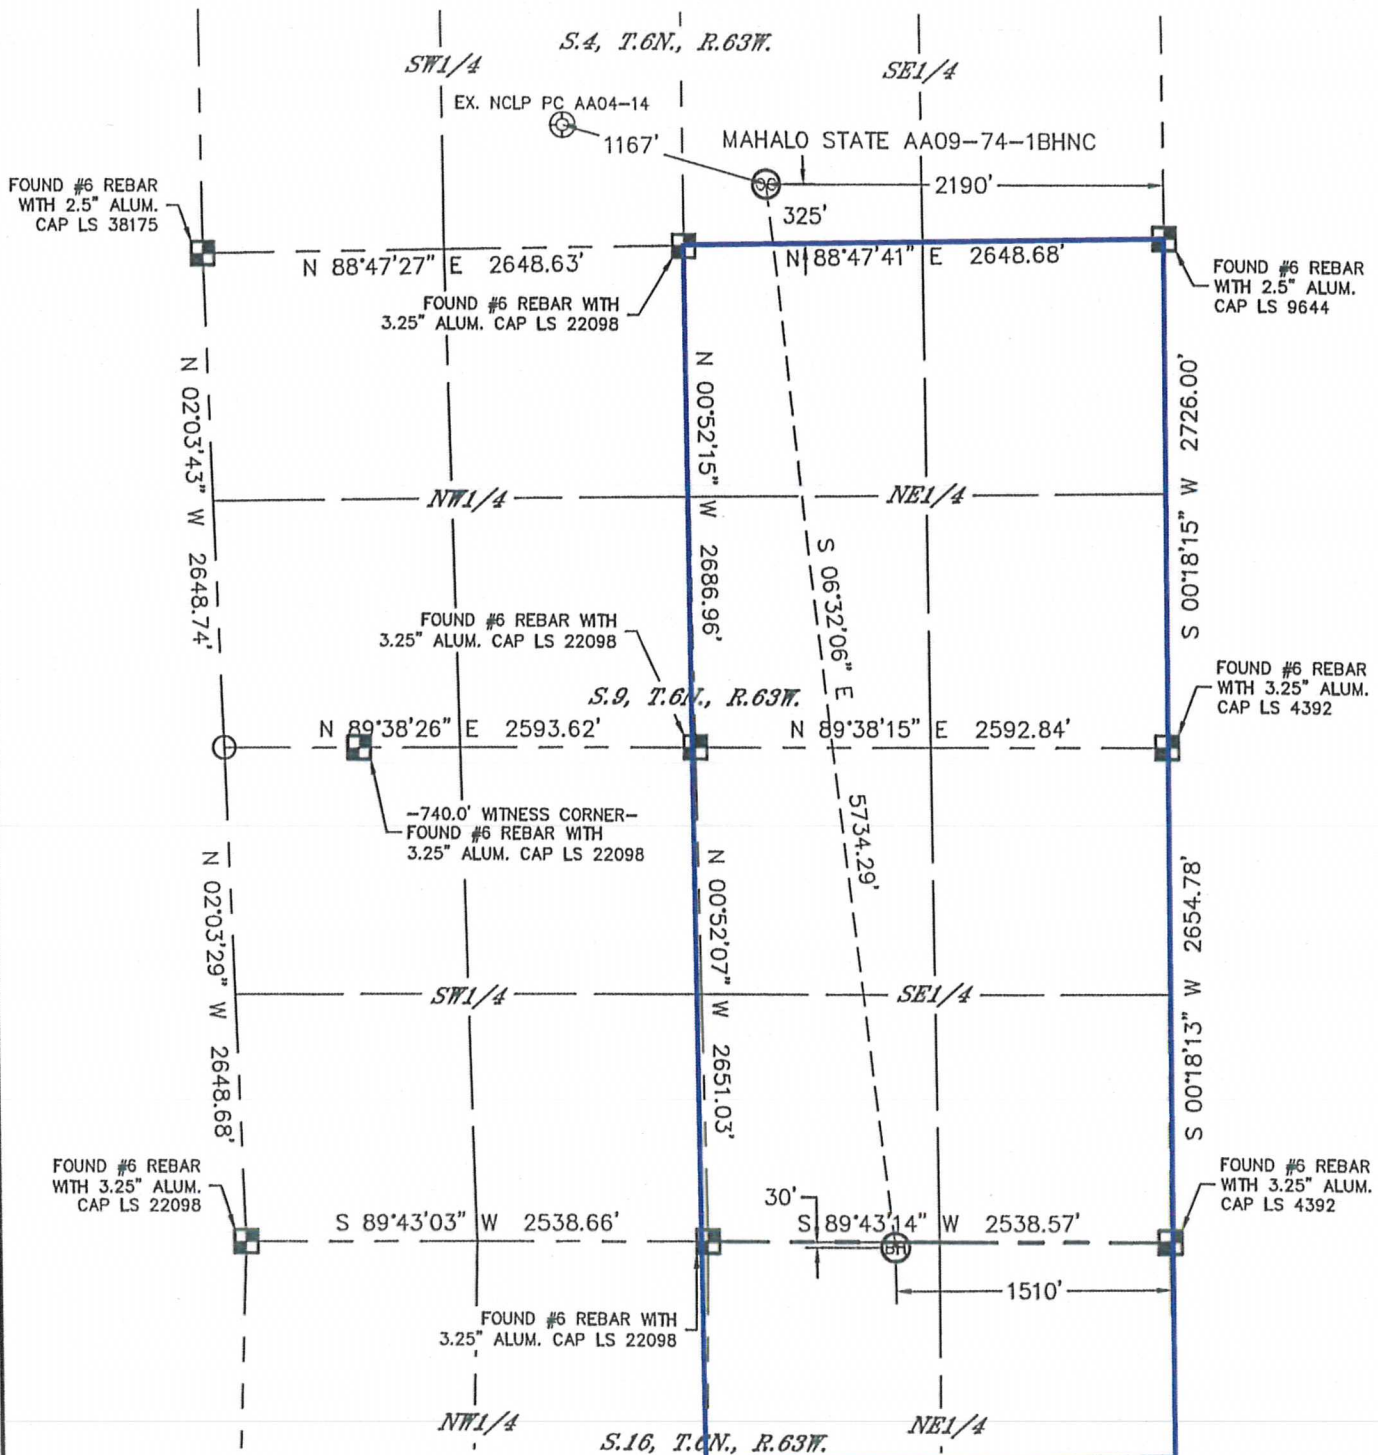 S.4, T.6N., R.63W.
SW1/4
SE1/4
EX. NCLP PC AA04-14
1167'
MAHALO STATE AA09-74-1BHNC
2190'
325'
FOUND #6 REBAR
WITH 2.5" ALUM.
CAP LS 38175
N 88°47'27" E 2648.63'
N 88°47'41" E 2648.68'
FOUND #6 REBAR WITH
3.25" ALUM. CAP LS 22098
FOUND #6 REBAR
WITH 2.5" ALUM.
CAP LS 9644
N 02°03'43" W 2648.74'
N 00°52'15" W 2686.96'
S 00°18'15" W 2726.00'
NW1/4
NE1/4
S 06°32'06" E 5734.29'
FOUND #6 REBAR WITH
3.25" ALUM. CAP LS 22098
FOUND #6 REBAR
WITH 3.25" ALUM.
CAP LS 4392
S.9, T.6N., R.63W.
N 89°38'26" E 2593.62'
N 89°38'15" E 2592.84'
-740.0' WITNESS CORNER-
FOUND #6 REBAR WITH
3.25" ALUM. CAP LS 22098
N 02°03'29" W 2648.68'
N 00°52'07" W 2651.03'
S 00°18'13" W 2654.78'
SW1/4
SE1/4
FOUND #6 REBAR
WITH 3.25" ALUM.
CAP LS 22098
30'
FOUND #6 REBAR
WITH 3.25" ALUM.
CAP LS 4392
S 89°43'03" W 2538.66'
S 89°43'14" W 2538.57'
BH
1510'
FOUND #6 REBAR WITH
3.25" ALUM. CAP LS 22098
NW1/4
NE1/4
S.16, T.6N., R.63W.